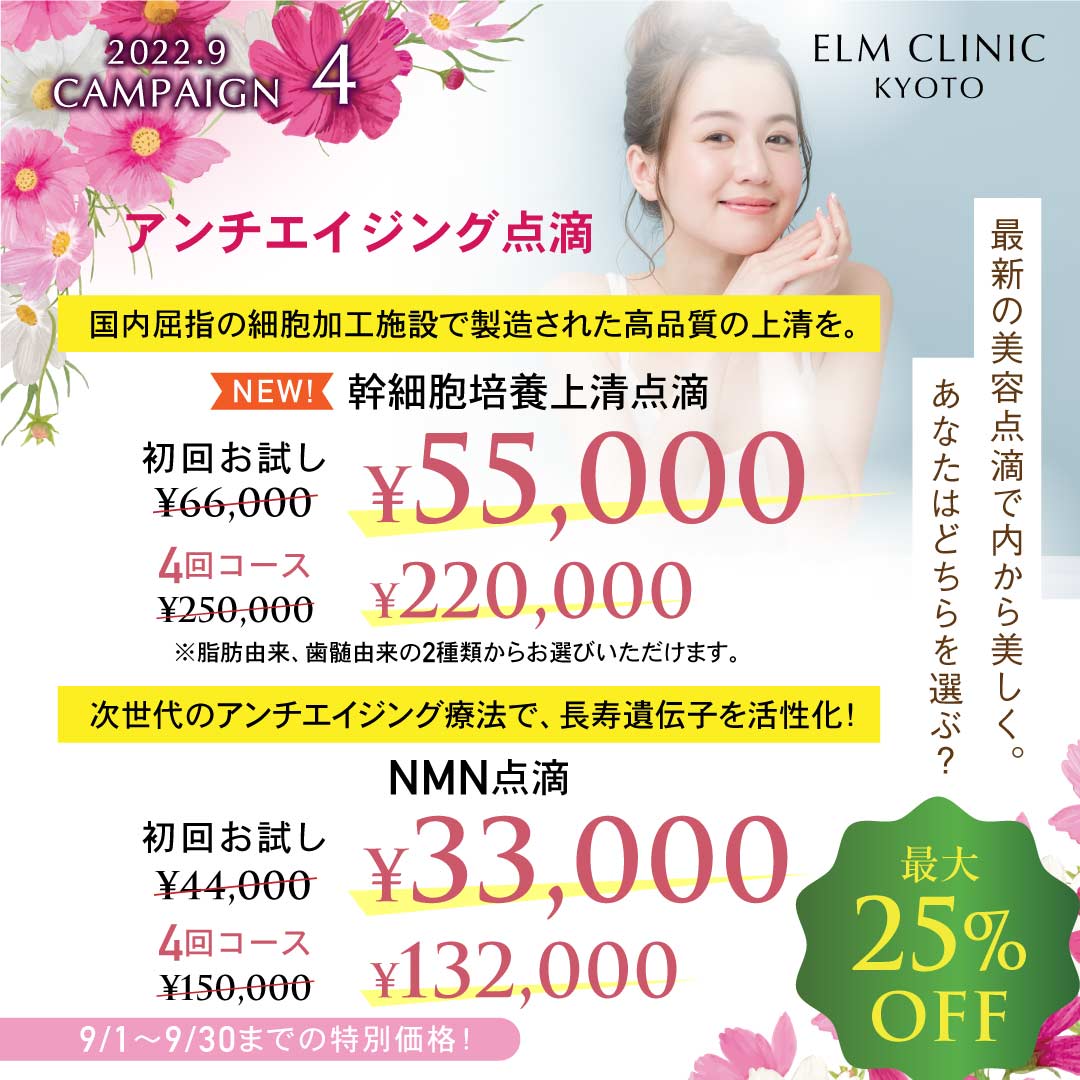 2022.9
CAMPAIGN 4
ELM CLINIC
KYOTO
アンチエイジング点滴
最新の美容点滴で内から美しく。
あなたはどちらを選ぶ？
国内屈指の細胞加工施設で製造された高品質の上清を。
NEW! 幹細胞培養上清点滴
初回お試し
¥66,000
¥55,000
4回コース
¥250,000
¥220,000
※脂肪由来、歯髄由来の2種類からお選びいただけます。
次世代のアンチエイジング療法で、長寿遺伝子を活性化！
NMN点滴
初回お試し
¥44,000
¥33,000
4回コース
¥150,000
¥132,000
最大
25%
OFF
9/1～9/30までの特別価格！